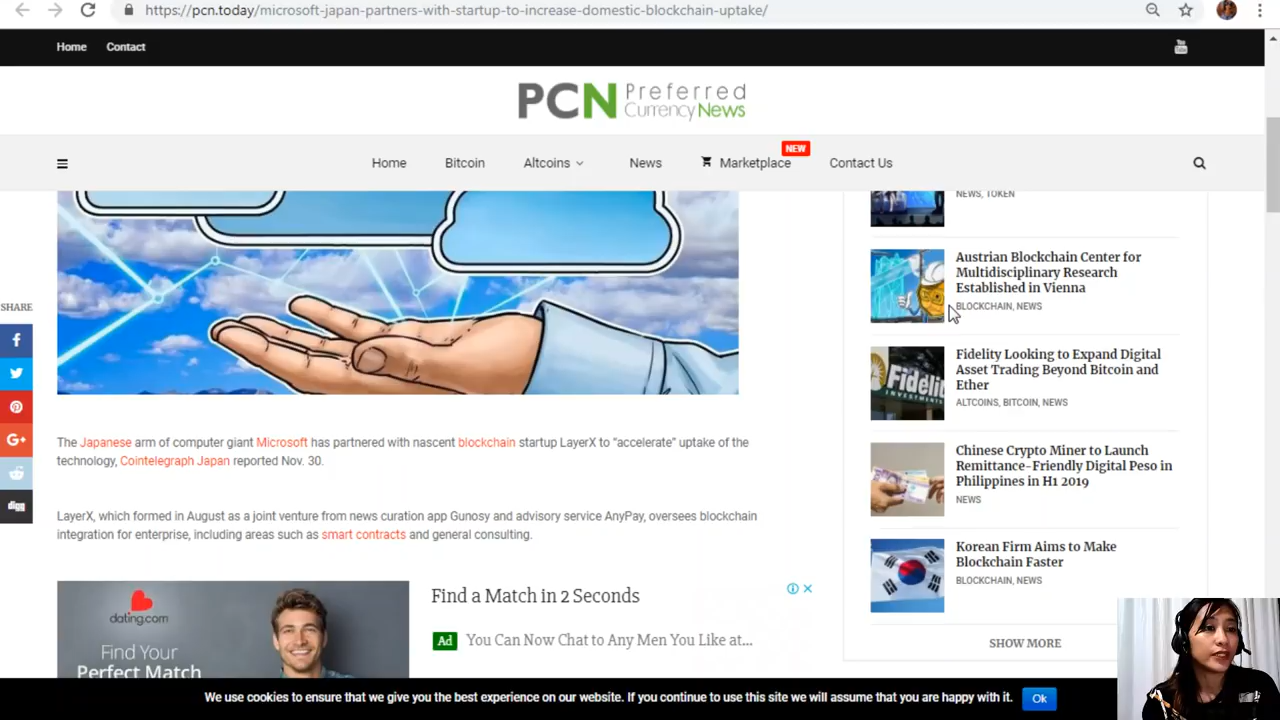 https://pcn.today/microsoft-japan-partners-with-startup-to-increase-domestic-blockchain-uptake/
Home Contact
You Tube
PCN Preferred Currency News
NEW
Home Bitcoin Altcoins News Marketplace Contact Us
NEWS, TOKEN
Austrian Blockchain Center for
Multidisciplinary Research
Established in Vienna
BLOCKCHAIN, NEWS
SHARE
Fidelity Looking to Expand Digital
Asset Trading Beyond Bitcoin and
Ether
ALTCOINS, BITCOIN, NEWS
Fidelity
INVESTMENTS
The Japanese arm of computer giant Microsoft has partnered with nascent blockchain startup LayerX to “accelerate” uptake of the
technology, Cointelegraph Japan reported Nov. 30.
Chinese Crypto Miner to Launch
Remittance-Friendly Digital Peso in
Philippines in H1 2019
NEWS
digg
LayerX, which formed in August as a joint venture from news curation app Gunosy and advisory service AnyPay, oversees blockchain
integration for enterprise, including areas such as smart contracts and general consulting.
Korean Firm Aims to Make
Blockchain Faster
BLOCKCHAIN, NEWS
SHOW MORE
dating.com
Find Your
Perfect Match
Find a Match in 2 Seconds
Ad You Can Now Chat to Any Men You Like at...
We use cookies to ensure that we give you the best experience on our website. If you continue to use this site we will assume that you are happy with it. Ok